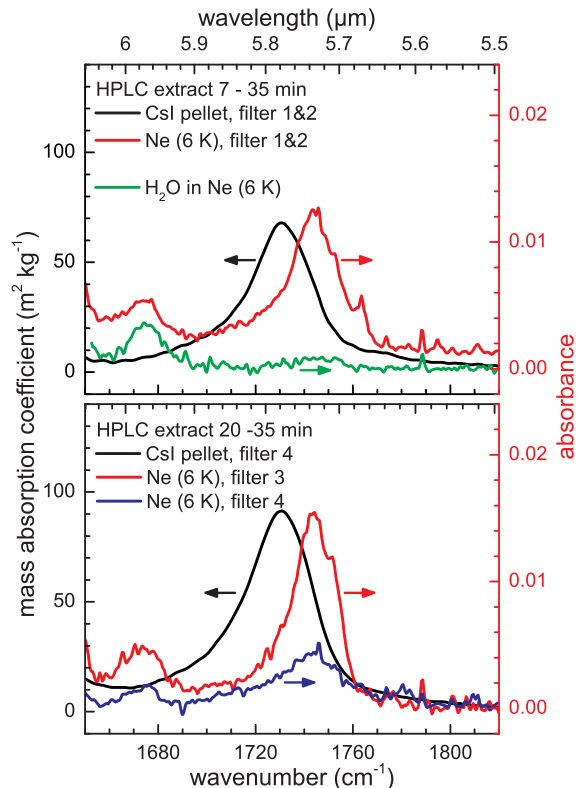 wavelength (µm)
6 5.9 5.8 5.7 5.6 5.5
HPLC extract 7 - 35 min
CsI pellet, filter 1&2
Ne (6 K), filter 1&2
H2O in Ne (6 K)
100
50
0
0.02
0.01
0.00
mass absorption coefficient (m2 kg-1)
absorbance
HPLC extract 20 -35 min
CsI pellet, filter 4
Ne (6 K), filter 3
Ne (6 K), filter 4
100
50
0
0.02
0.01
0.00
1680 1720 1760 1800
wavenumber (cm-1)